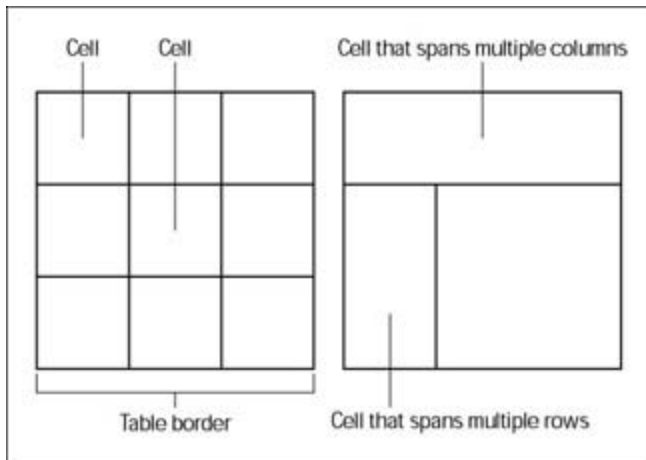 Cell
Cell
Cell that spans multiple columns
Table border
Cell that spans multiple rows